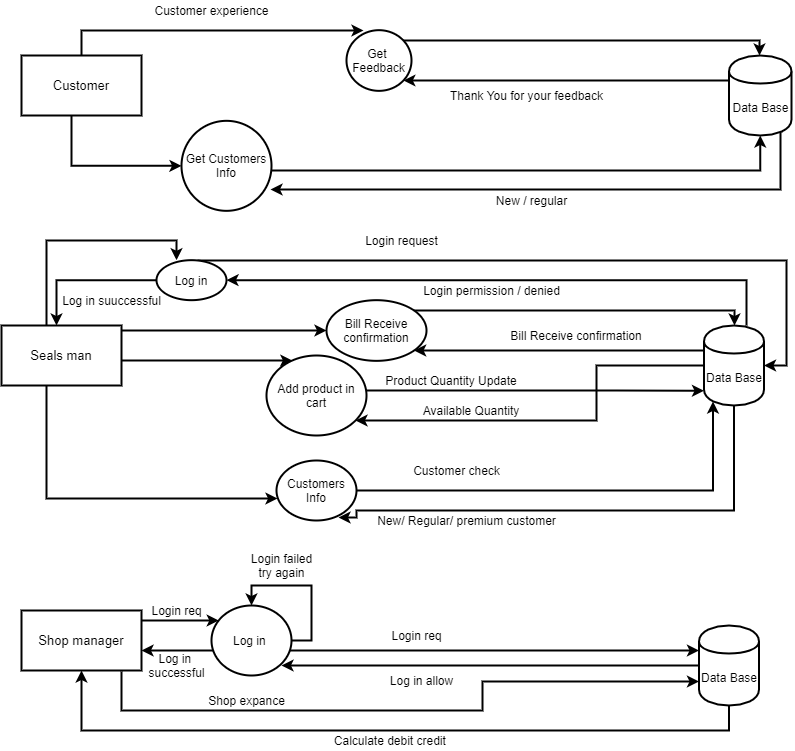 Customer experience
Get
Feedback
Customer
Thank You for your feedback
Data Base
Get Customers
Info
New / regular
Login request
Log in
Login permission / denied
Log in suuccessful
Bill Receive
confirmation
Bill Receive confirmation
Seals man
Data Base
Product Quantity Update
Add product in
cart
Available Quantity
Customer check
Customers
Info
New/ Regular/ premium customer
Login failed
try again
Login req
Shop manager
Log in
Login req
Log in
successful
Log in allow
Data Base
Shop expance
Calculate debit credit